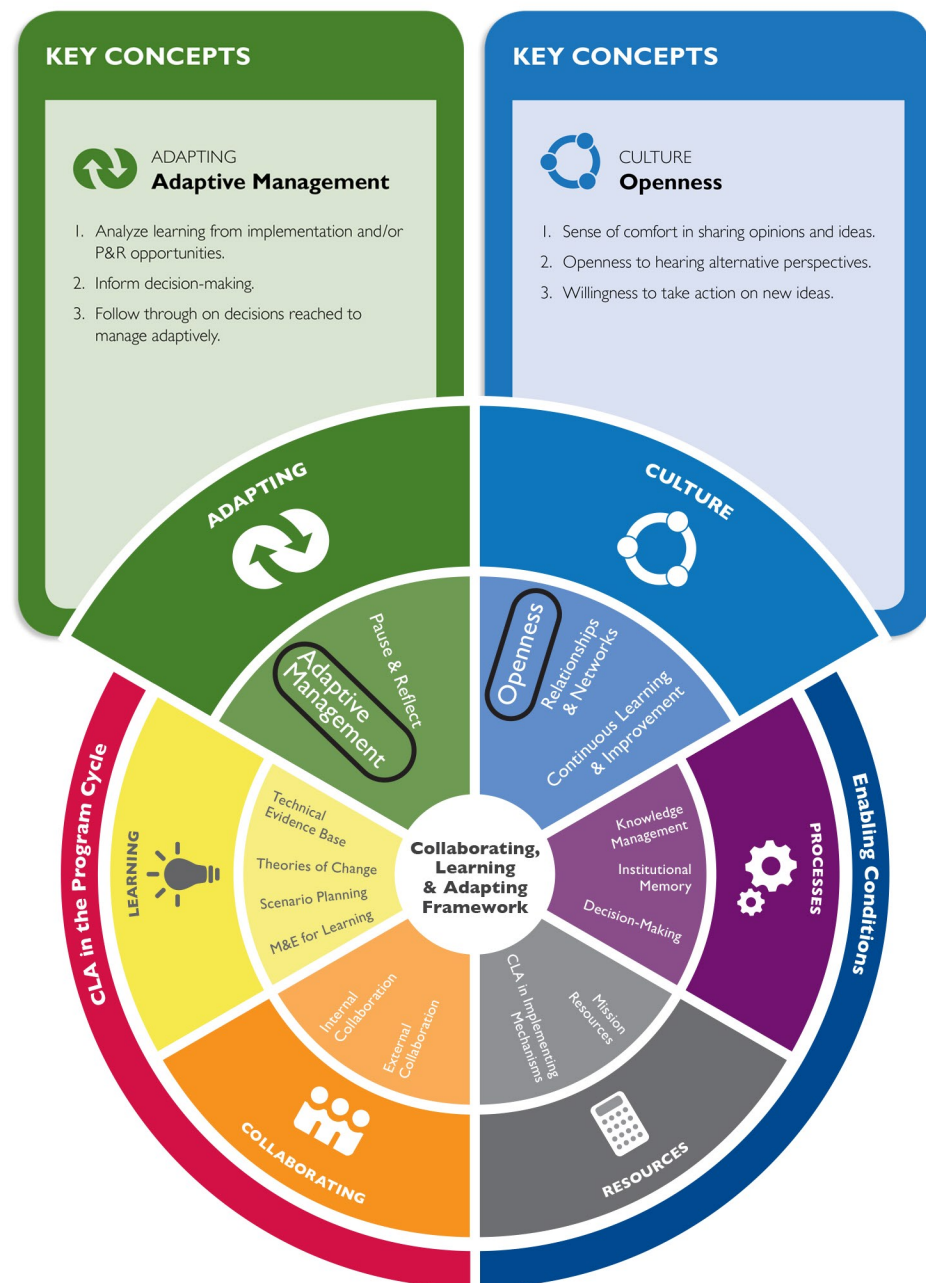 KEY CONCEPTS
ADAPTING
Adaptive Management
1. Analyze learning from implementation and/or
P&R opportunities.
2. Inform decision-making.
3. Follow through on decisions reached to
manage adaptively.
KEY CONCEPTS
CULTURE
Openness
1. Sense of comfort in sharing opinions and ideas.
2. Openness to hearing alternative perspectives.
3. Willingness to take action on new ideas.
ADAPTING
Pause & Reflect
Adaptive
Management
CULTURE
Openness
Relationships
& Networks
Continuous Learning
& Improvement
CLA in the Program Cycle
LEARNING
Technical
Evidence Base
Theories of Change
Scenario Planning
M&E for Learning
Collaborating,
Learning
& Adapting
Framework
Knowledge
Management
Institutional
Memory
Decision-Making
PROCESSES
Enabling Conditions
Internal
Collaboration
External
Collaboration
COLLABORATING
CLA in Implementing
Mechanisms
Mission
Resources
RESOURCES